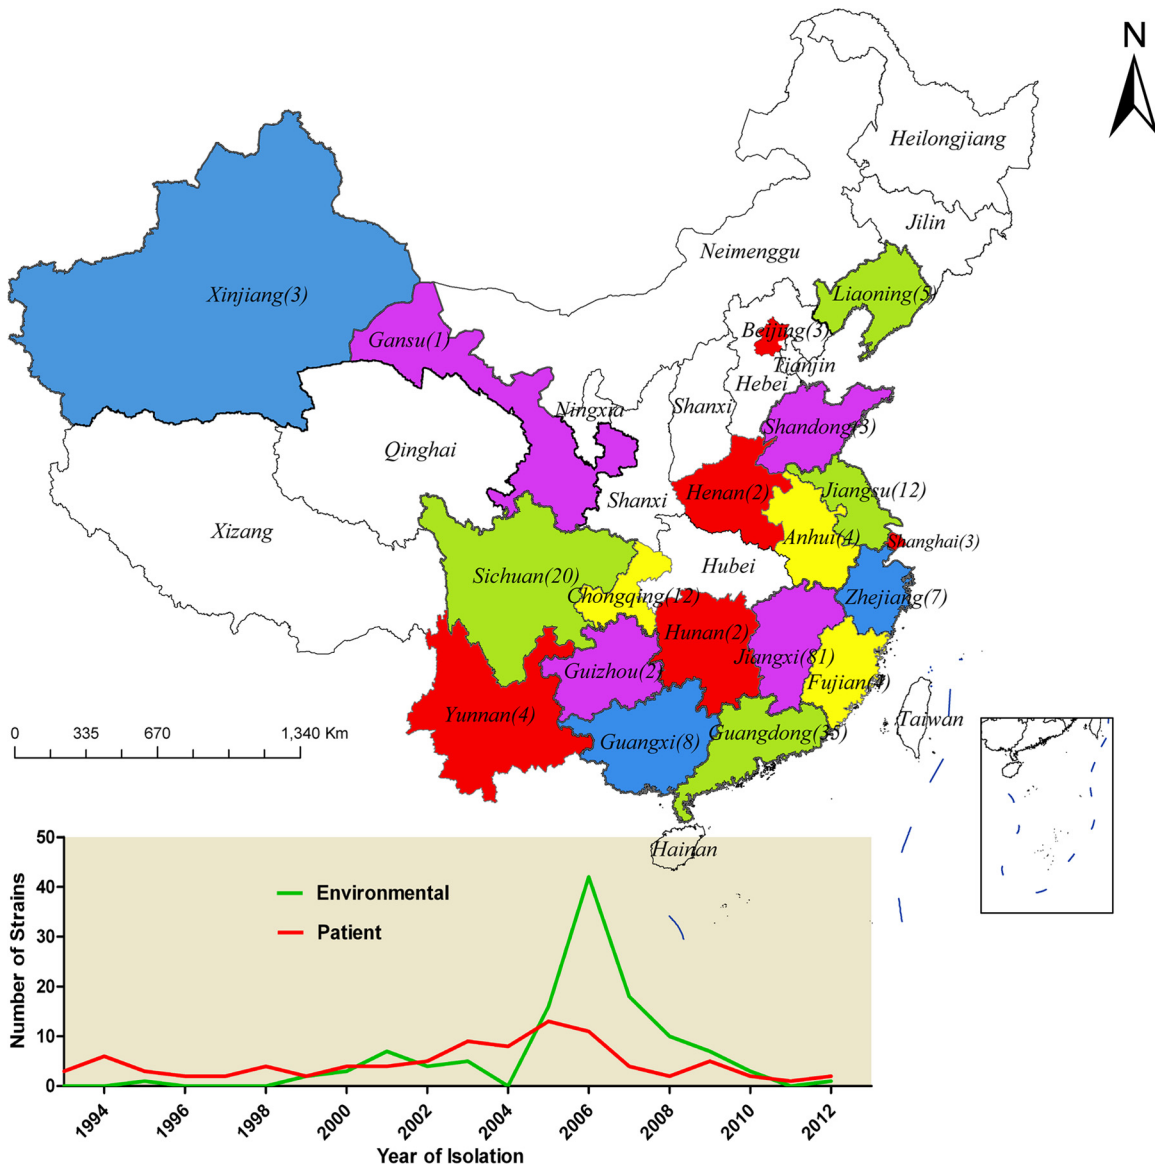 N
Heilongjiang
Jilin
Neimenggu
Xinjiang(3)
Liaoning(5)
Beijing(3)
Gansu(1)
Tianjin
Hebei
Shanxi
Ningxia
Shandong(3)
Qinghai
Henan(2)
Jiangsu(12)
Shanxi
Xizang
Anhui(4)
Shanghai(3)
Hubei
Sichuan(20)
Chongqing(12)
Zhejiang(7)
Hunan(2)
Jiangxi(81)
Guizhou(2)
Fujian(4)
Yunnan(4)
Taiwan
Guangdong(35)
Guangxi(8)
0 335 670 1,340 Km
Hainan
50
40
30
20
10
0
Number of Strains
Environmental
Patient
1994 1996 1998 2000 2002 2004 2006 2008 2010 2012
Year of Isolation